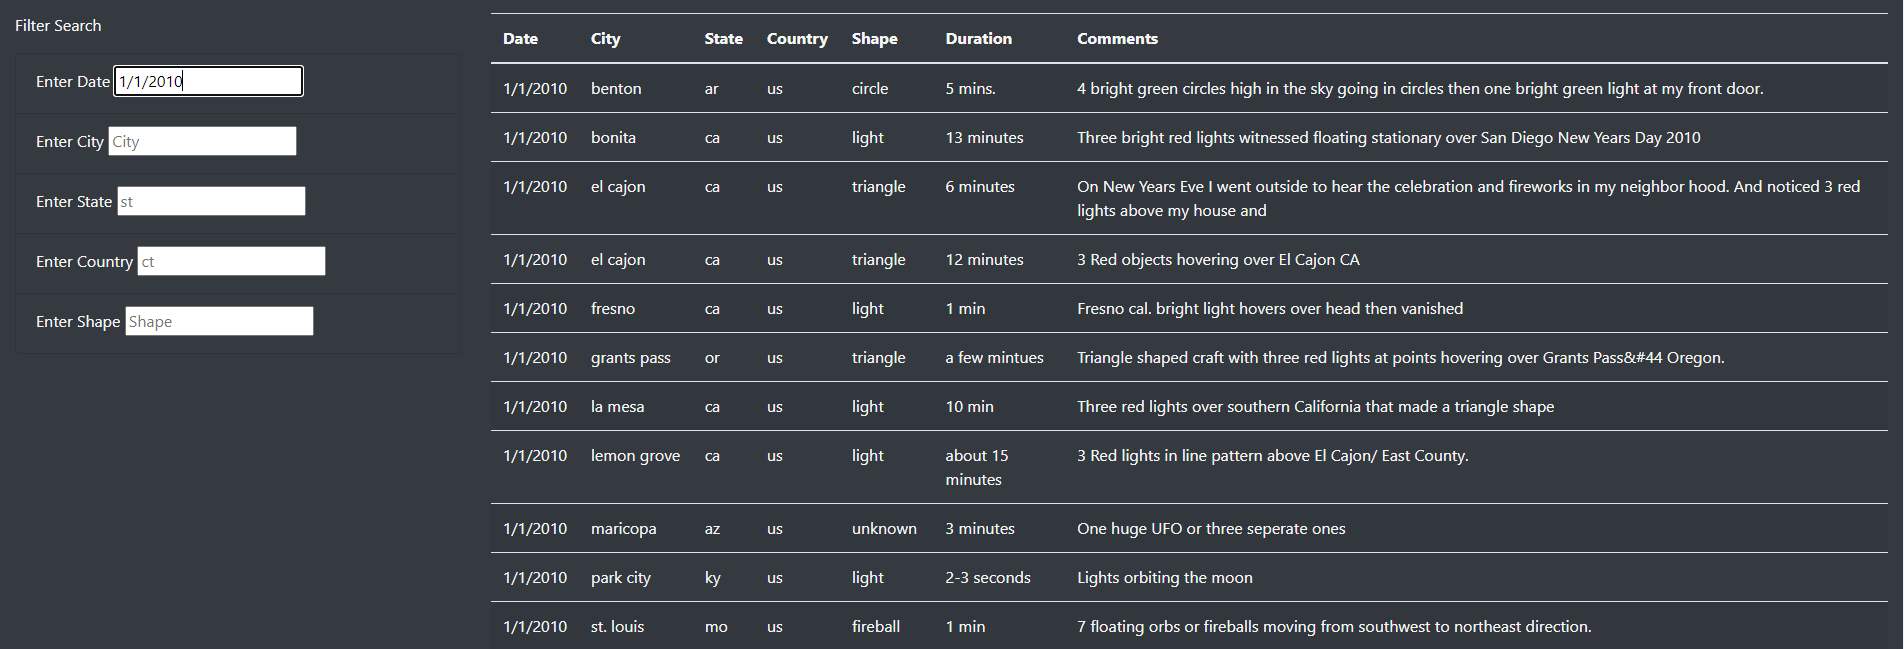 Filter Search
Enter Date 1/1/2010
Enter City City
Enter State st
Enter Country ct
Enter Shape Shape
Date City State Country Shape Duration Comments
1/1/2010 benton ar us circle 5 mins. 4 bright green circles high in the sky going in circles then one bright green light at my front door.
1/1/2010 bonita ca us light 13 minutes Three bright red lights witnessed floating stationary over San Diego New Years Day 2010
1/1/2010 el cajon ca us triangle 6 minutes On New Years Eve I went outside to hear the celebration and fireworks in my neighbor hood. And noticed 3 red
lights above my house and
1/1/2010 el cajon ca us triangle 12 minutes 3 Red objects hovering over El Cajon CA
1/1/2010 fresno ca us light 1 min Fresno cal. bright light hovers over head then vanished
1/1/2010 grants pass or us triangle a few mintues Triangle shaped craft with three red lights at points hovering over Grants Pass&#44 Oregon.
1/1/2010 la mesa ca us light 10 min Three red lights over southern California that made a triangle shape
1/1/2010 lemon grove ca us light about 15 3 Red lights in line pattern above El Cajon/ East County.
minutes
1/1/2010 maricopa az us unknown 3 minutes One huge UFO or three seperate ones
1/1/2010 park city ky us light 2-3 seconds Lights orbiting the moon
1/1/2010 st. louis mo us fireball 1 min 7 floating orbs or fireballs moving from southwest to northeast direction.